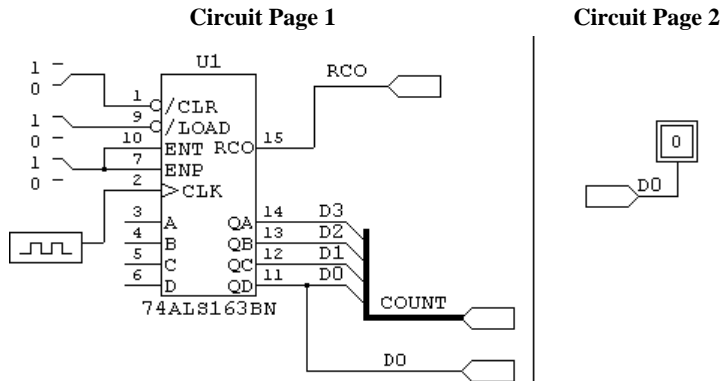 Circuit Page 1
Circuit Page 2
U1
RCO
1
0
1
/CLR
9
/LOAD
1
0
10
ENT
RCO
15
1
0
7
ENP
2
CLK
3
A
QA
14
D3
4
B
QB
13
D2
5
C
QC
12
D1
6
D
QD
11
D0
74ALS163BN
COUNT
D0
0
D0